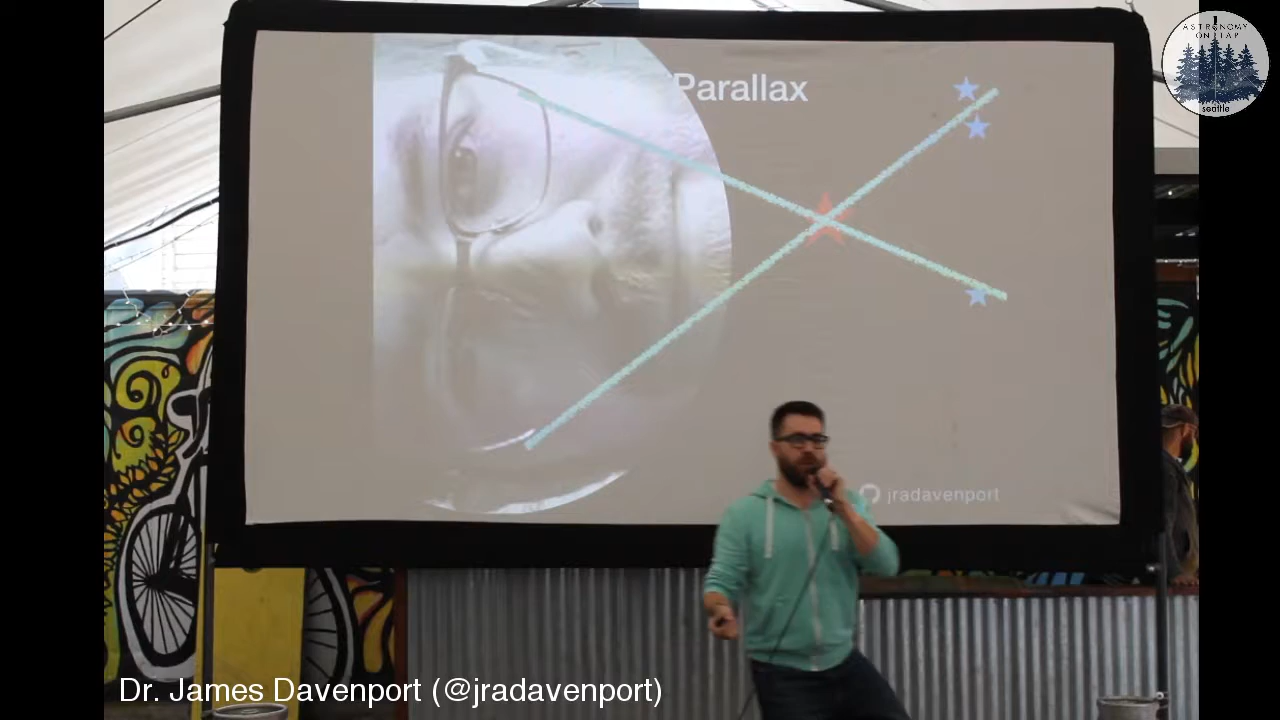 Parallax
ASTRONOMY
ON TAP
seattle
jradavenport
Dr. James Davenport (@jradavenport)